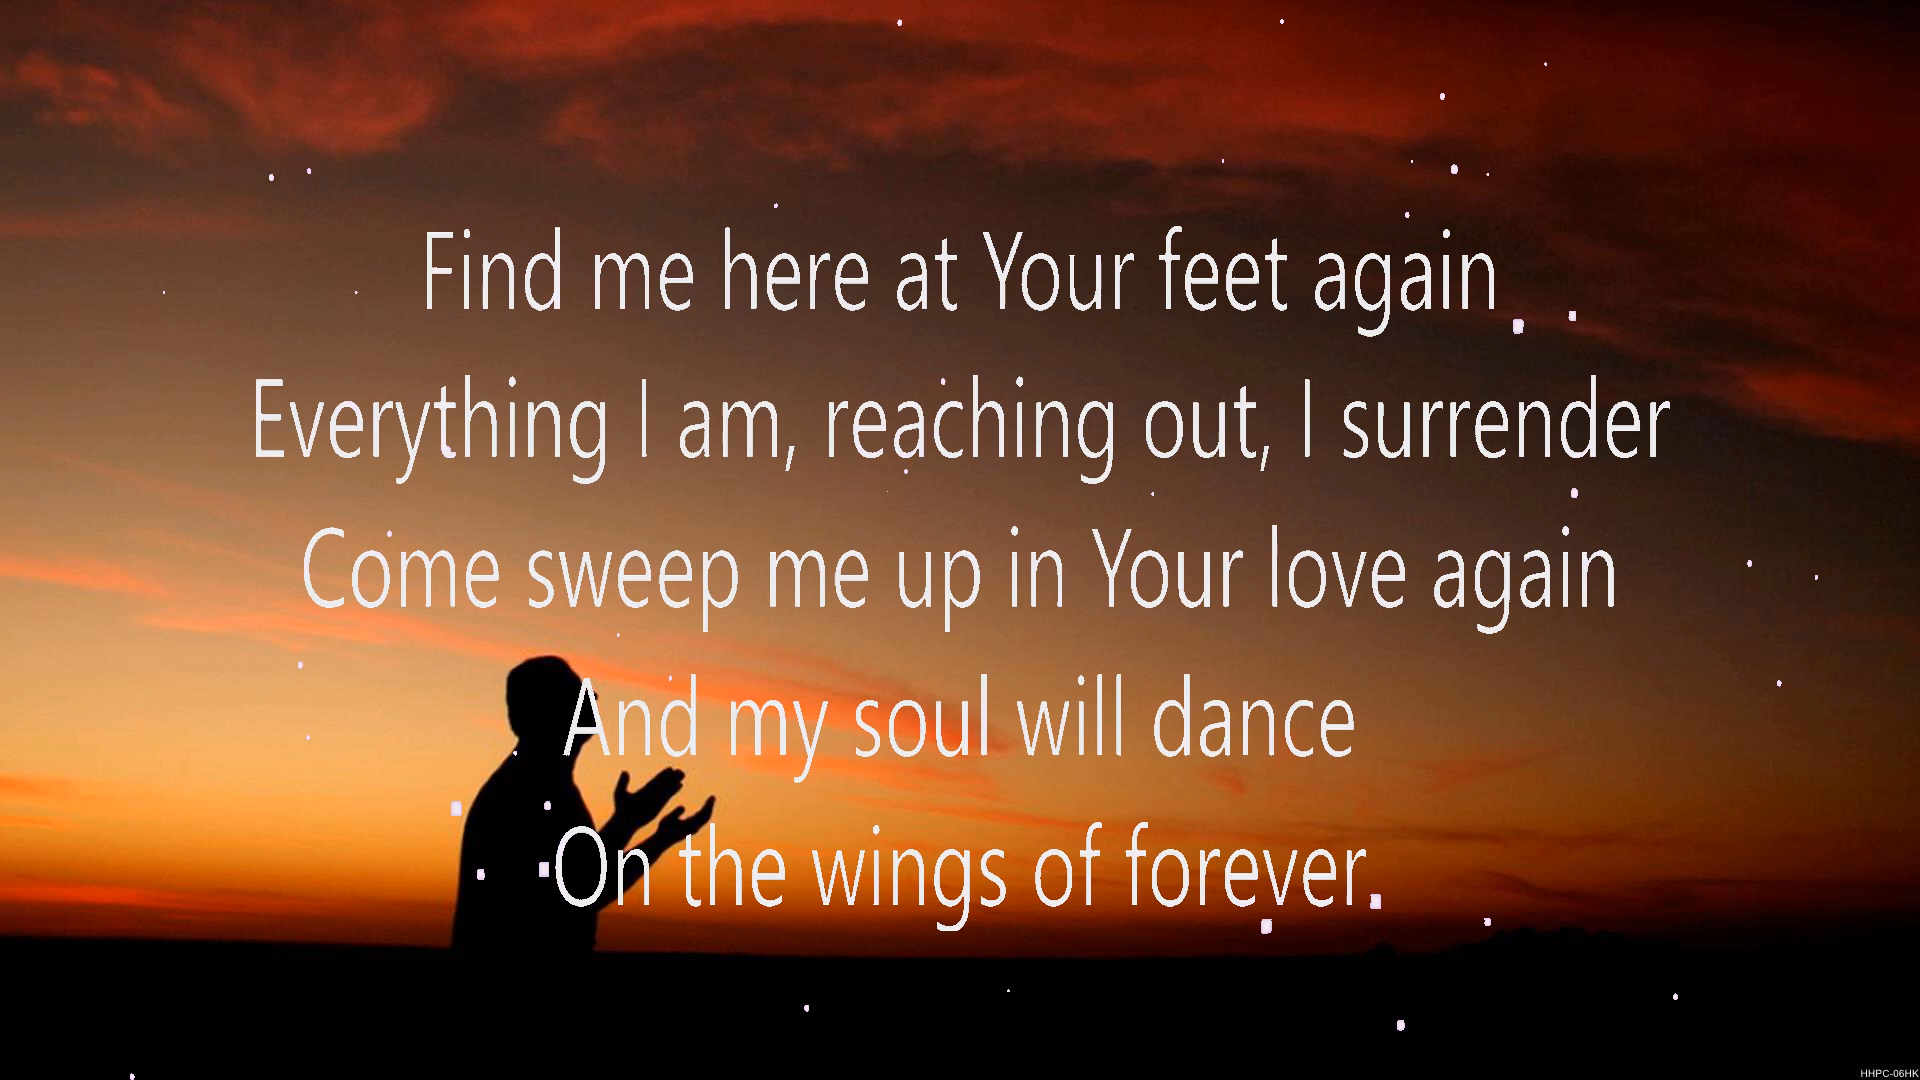 Find me here at Your feet again
Everything I am, reaching out, I surrender
Come sweep me up in Your love again
And my soul will dance
On the wings of forever.
HHPC-06HK